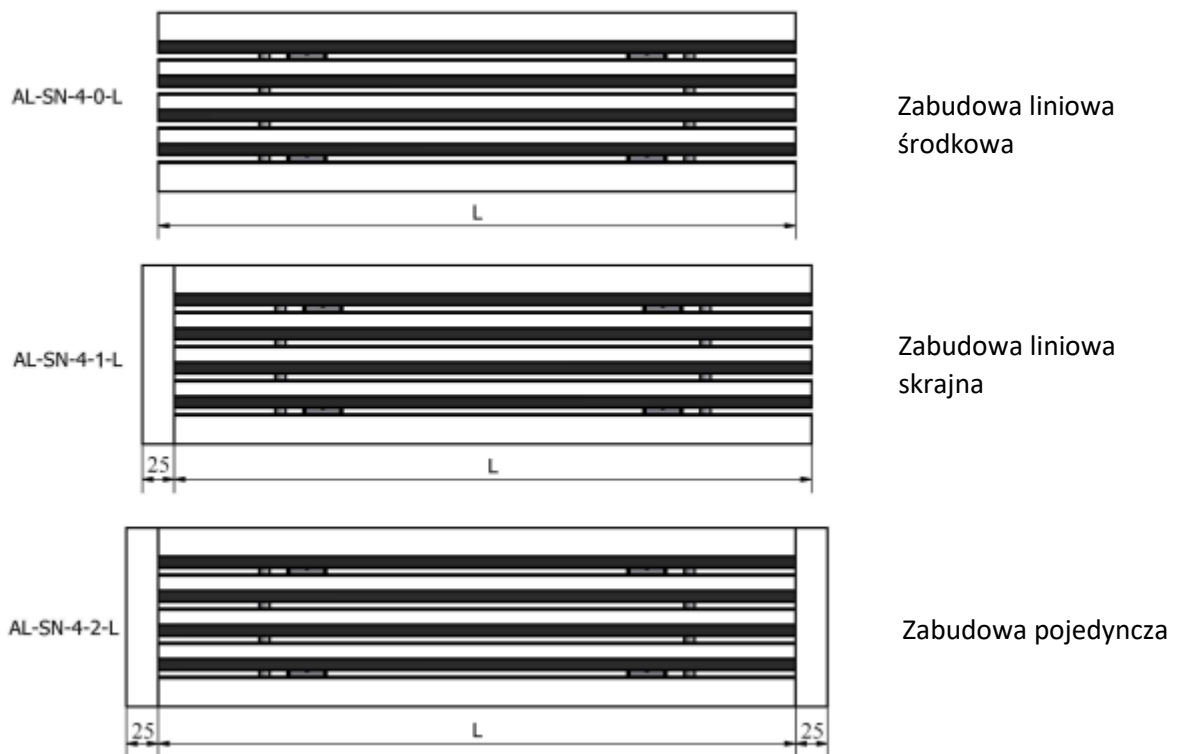 AL-SN-4-0-L
Zabudowa liniowa
środkowa
L
AL-SN-4-1-L
Zabudowa liniowa
skrajna
25
L
AL-SN-4-2-L
Zabudowa pojedyncza
25
L
25